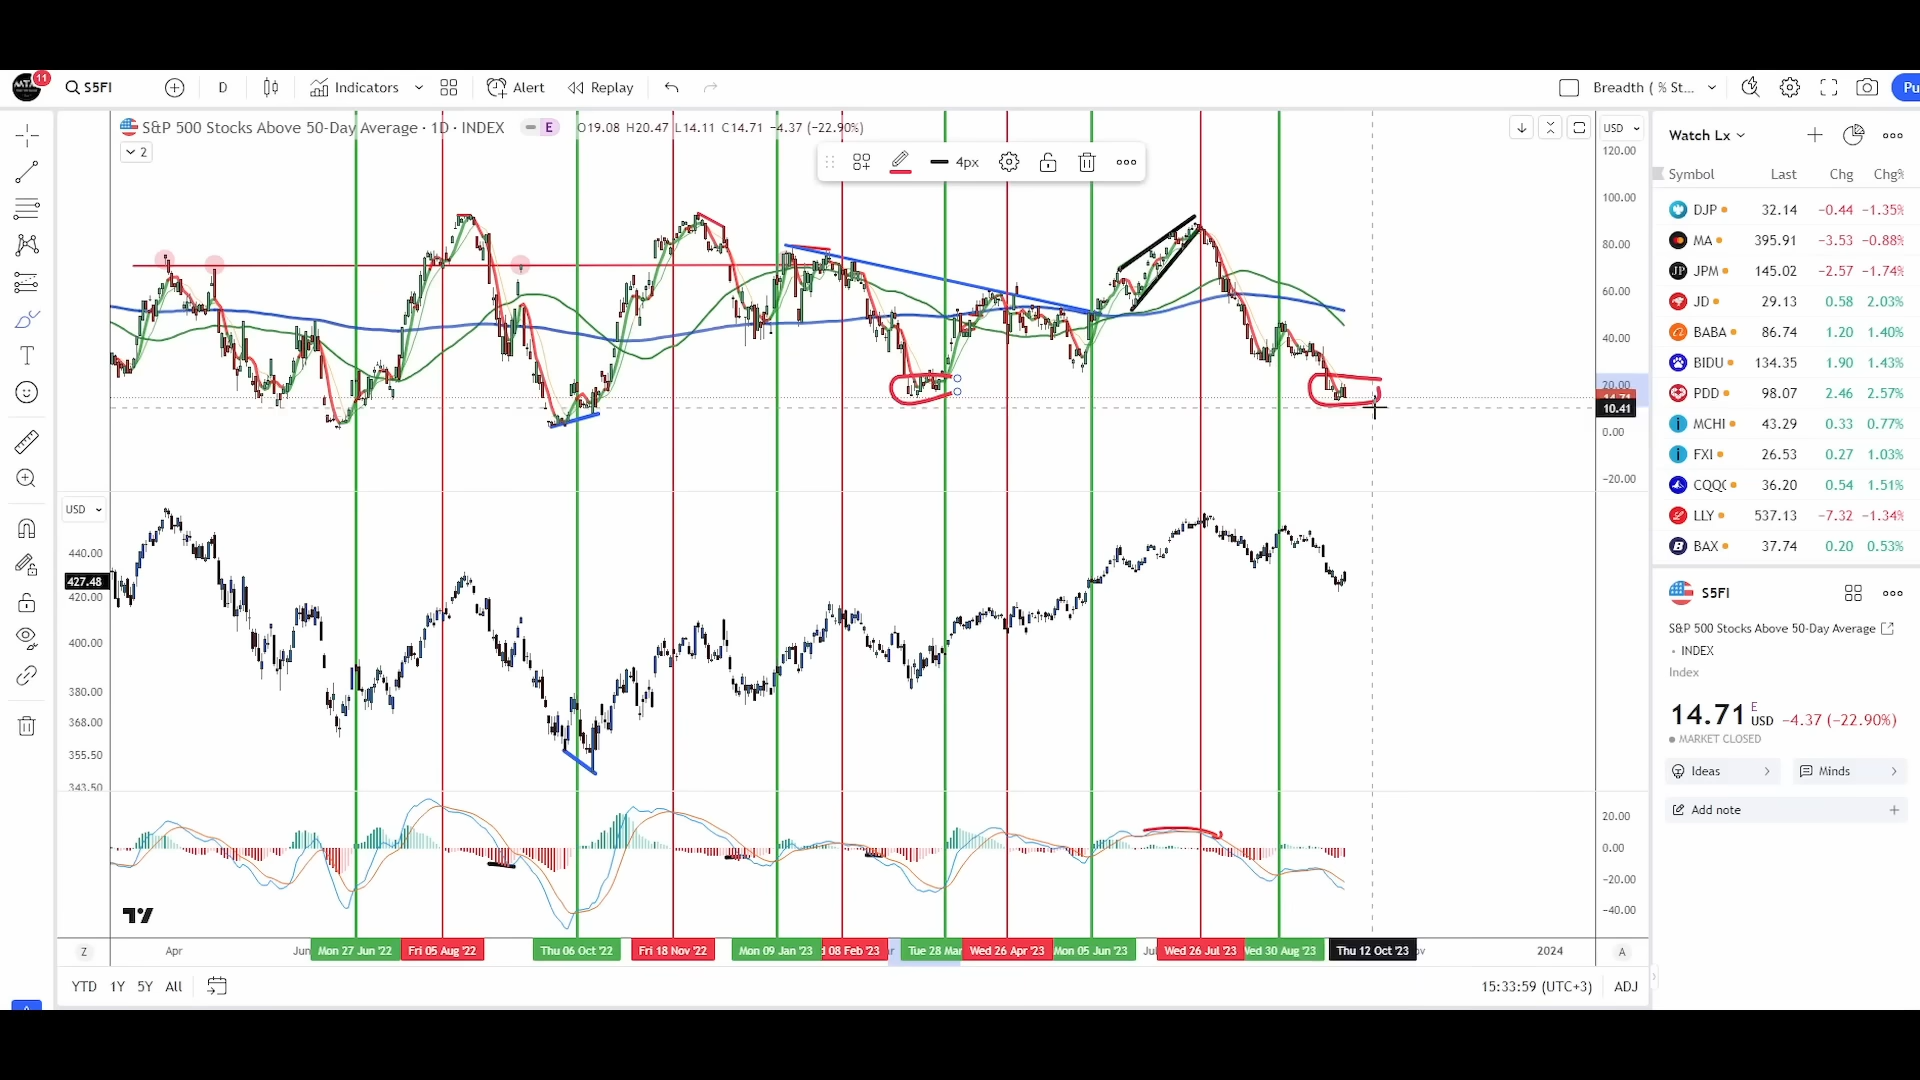 11
S5FI
D
Indicators
Alert
Replay
Breadth ( % St...
Pu
S&P 500 Stocks Above 50-Day Average · 1D · INDEX
E
O19.08 H20.47 L14.11 C14.71 −4.37 (−22.90%)
2
4px
USD
120.00
100.00
80.00
60.00
40.00
20.00
10.41
0.00
−20.00
USD
440.00
427.48
420.00
400.00
380.00
368.00
355.50
343.50
20.00
0.00
−20.00
−40.00
Z
Apr
Jun
Mon 27 Jun '22
Fri 05 Aug '22
Thu 06 Oct '22
Fri 18 Nov '22
Mon 09 Jan '23
08 Feb '23
Tue 28 Mar
Wed 26 Apr '23
Mon 05 Jun '23
Wed 26 Jul '23
Wed 30 Aug '23
Thu 12 Oct '23
2024
A
YTD
1Y
5Y
All
15:33:59 (UTC+3)
ADJ
Watch Lx
Symbol Last Chg Chg%
DJP 32.14 −0.44 −1.35%
MA 395.91 −3.53 −0.88%
JPM 145.02 −2.57 −1.74%
JD 29.13 0.58 2.03%
BABA 86.74 1.20 1.40%
BIDU 134.35 1.90 1.43%
PDD 98.07 2.46 2.57%
MCHI 43.29 0.33 0.77%
FXI 26.53 0.27 1.03%
CQQQ 36.20 0.54 1.51%
LLY 537.13 −7.32 −1.34%
BAX 37.74 0.20 0.53%
S5FI
S&P 500 Stocks Above 50-Day Average
• INDEX
Index
14.71 E USD −4.37 (−22.90%)
MARKET CLOSED
Ideas
Minds
Add note